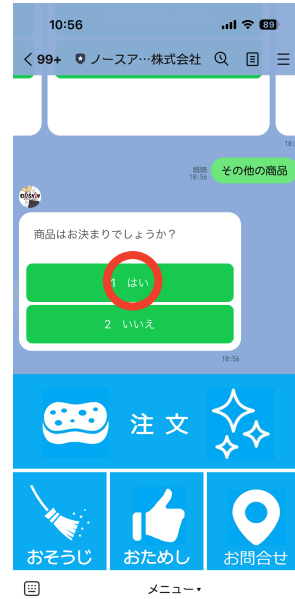 10:56
89
99+
ノースア…株式会社
既読
10:56
その他の商品
商品はお決まりでしょうか？
1 はい
2 いいえ
10:56
注文
おそうじ
おためし
お問合せ
メニュー▾